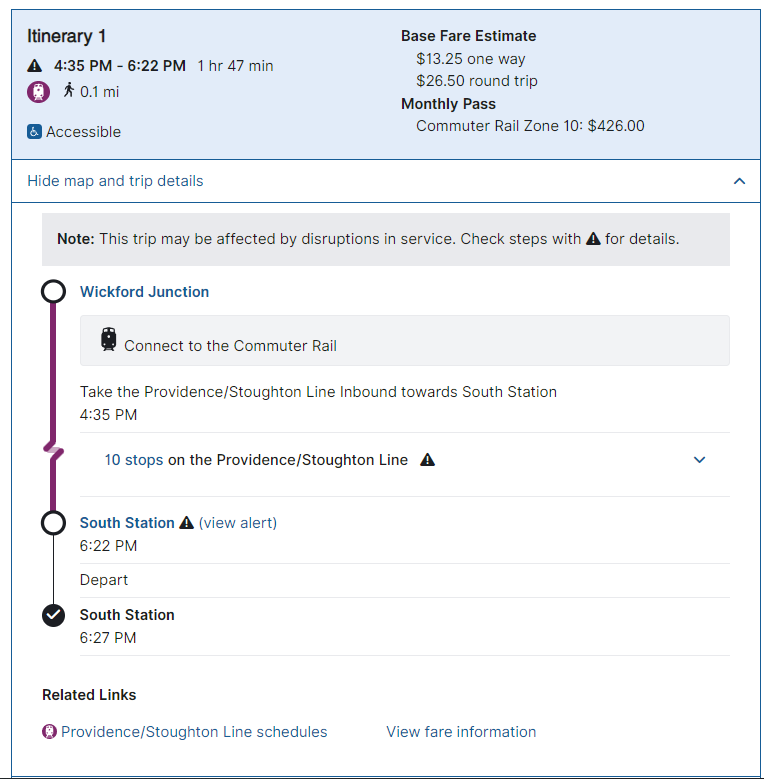 Itinerary 1
4:35 PM - 6:22 PM 1 hr 47 min
0.1 mi
Accessible
Base Fare Estimate
$13.25 one way
$26.50 round trip
Monthly Pass
Commuter Rail Zone 10: $426.00
Hide map and trip details
Note: This trip may be affected by disruptions in service. Check steps with for details.
Wickford Junction
Connect to the Commuter Rail
Take the Providence/Stoughton Line Inbound towards South Station
4:35 PM
10 stops on the Providence/Stoughton Line
South Station (view alert)
6:22 PM
Depart
South Station
6:27 PM
Related Links
Providence/Stoughton Line schedules
View fare information